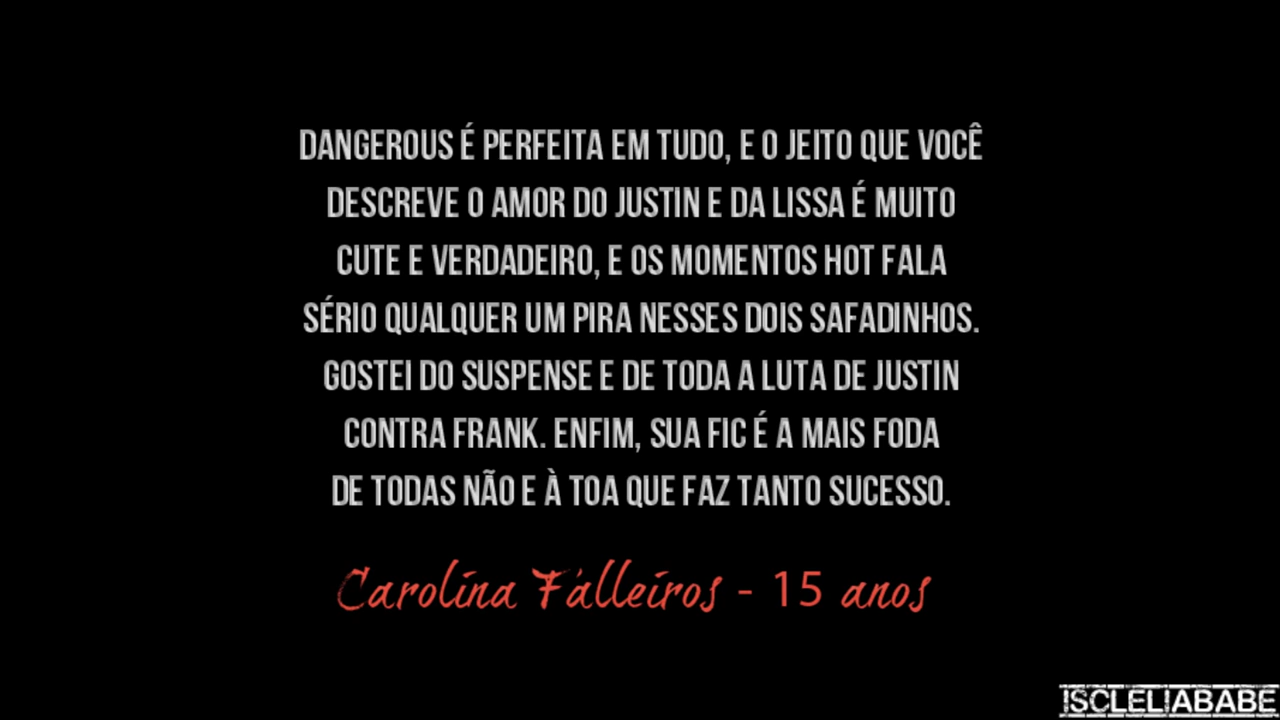 DANGEROUS É PERFEITA EM TUDO, E O JEITO QUE VOCÊ
DESCREVE O AMOR DO JUSTIN E DA LISSA É MUITO
CUTE E VERDADEIRO, E OS MOMENTOS HOT FALA
SÉRIO QUALQUER UM PIRA NESSES DOIS SAFADINHOS.
GOSTEI DO SUSPENSE E DE TODA A LUTA DE JUSTIN
CONTRA FRANK. ENFIM, SUA FIC É A MAIS FODA
DE TODAS NÃO E À TOA QUE FAZ TANTO SUCESSO.
Carolina Falleiros - 15 anos
ISCLELIABABE